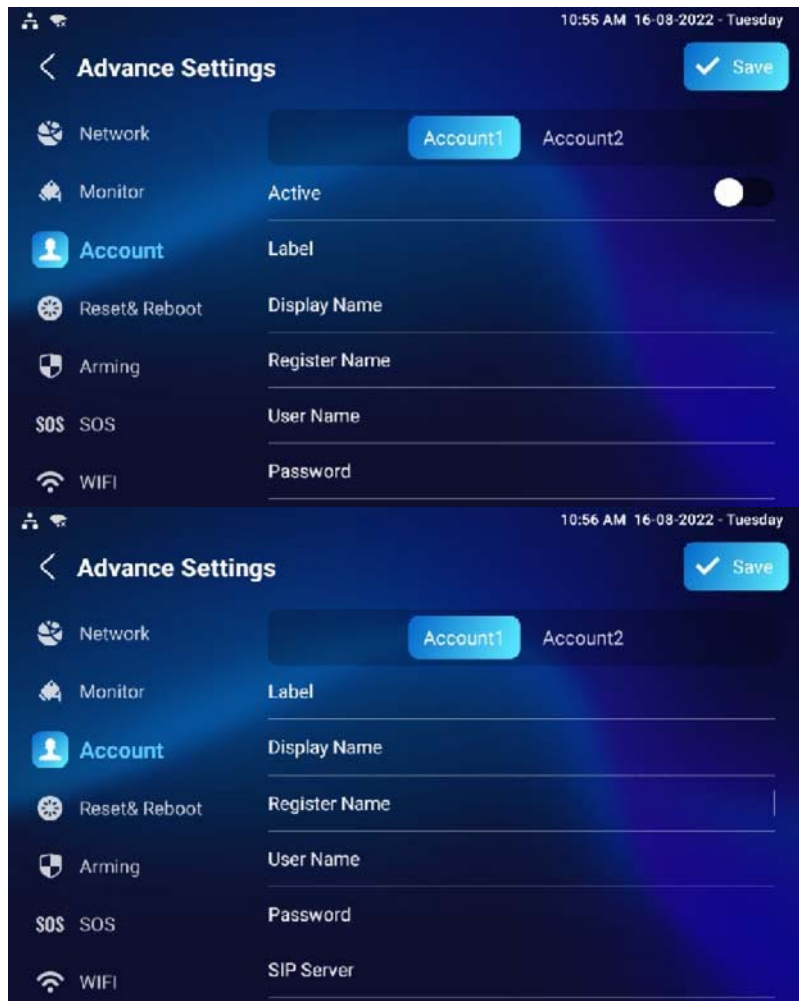 10:55 AM 16-08-2022 - Tuesday
Advance Settings
Save
Network
Account1
Account2
Monitor
Active
Account
Label
Reset& Reboot
Display Name
Arming
Register Name
SOS SOS
User Name
WIFI
Password
10:56 AM 16-08-2022 - Tuesday
Advance Settings
Save
Network
Account1
Account2
Monitor
Label
Account
Display Name
Reset& Reboot
Register Name
Arming
User Name
SOS SOS
Password
WIFI
SIP Server